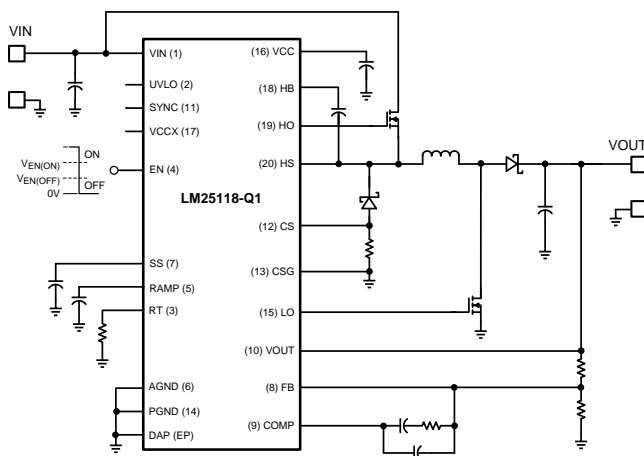 VIN
VIN (1)
UVLO (2)
SYNC (11)
VCCX (17)
EN (4)
ON
VEN(ON)
VEN(OFF)
OFF
0V
LM25118-Q1
SS (7)
RAMP (5)
RT (3)
AGND (6)
PGND (14)
DAP (EP)
(16) VCC
(18) HB
(19) HO
(20) HS
(12) CS
(13) CSG
(15) LO
(10) VOUT
(8) FB
(9) COMP
VOUT